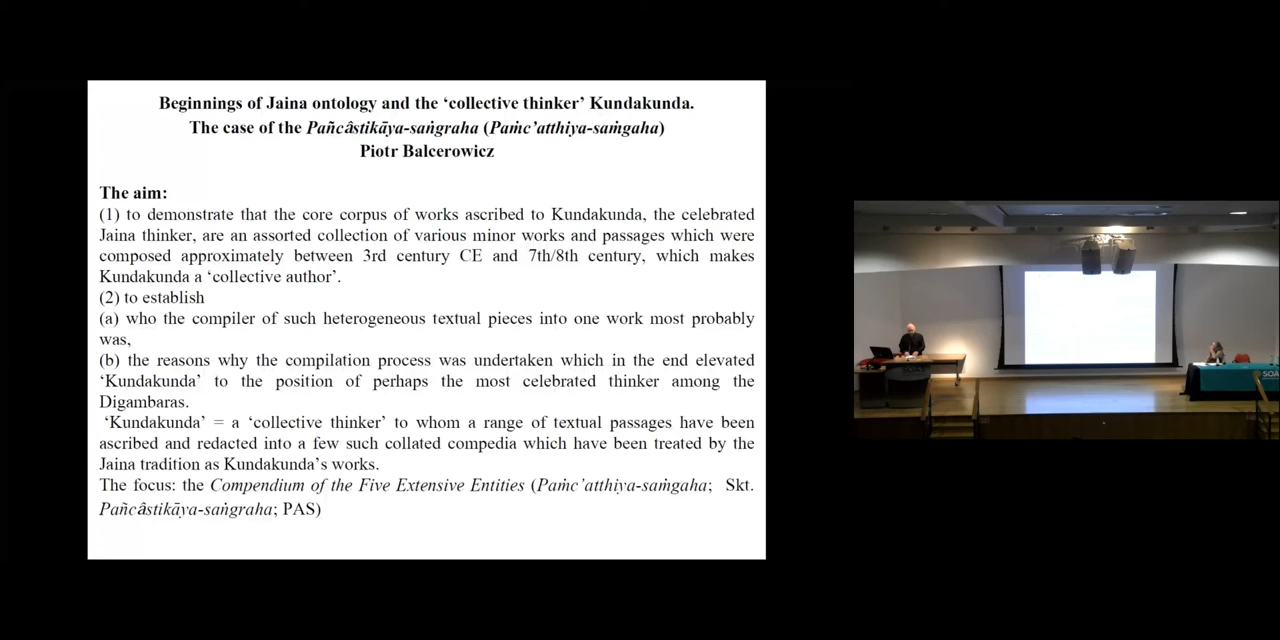 Beginnings of Jaina ontology and the ‘collective thinker’ Kundakunda.
The case of the Pañcâstikāya-saṅgraha (Paṁc’atthiya-saṁgaha)
Piotr Balcerowicz
The aim:
(1) to demonstrate that the core corpus of works ascribed to Kundakunda, the celebrated
Jaina thinker, are an assorted collection of various minor works and passages which were
composed approximately between 3rd century CE and 7th/8th century, which makes
Kundakunda a ‘collective author’.
(2) to establish
(a) who the compiler of such heterogeneous textual pieces into one work most probably
was,
(b) the reasons why the compilation process was undertaken which in the end elevated
‘Kundakunda’ to the position of perhaps the most celebrated thinker among the
Digambaras.
‘Kundakunda’ = a ‘collective thinker’ to whom a range of textual passages have been
ascribed and redacted into a few such collated compedia which have been treated by the
Jaina tradition as Kundakunda’s works.
The focus: the Compendium of the Five Extensive Entities (Paṁc’atthiya-saṁgaha; Skt.
Pañcâstikāya-saṅgraha; PAS)
SOA